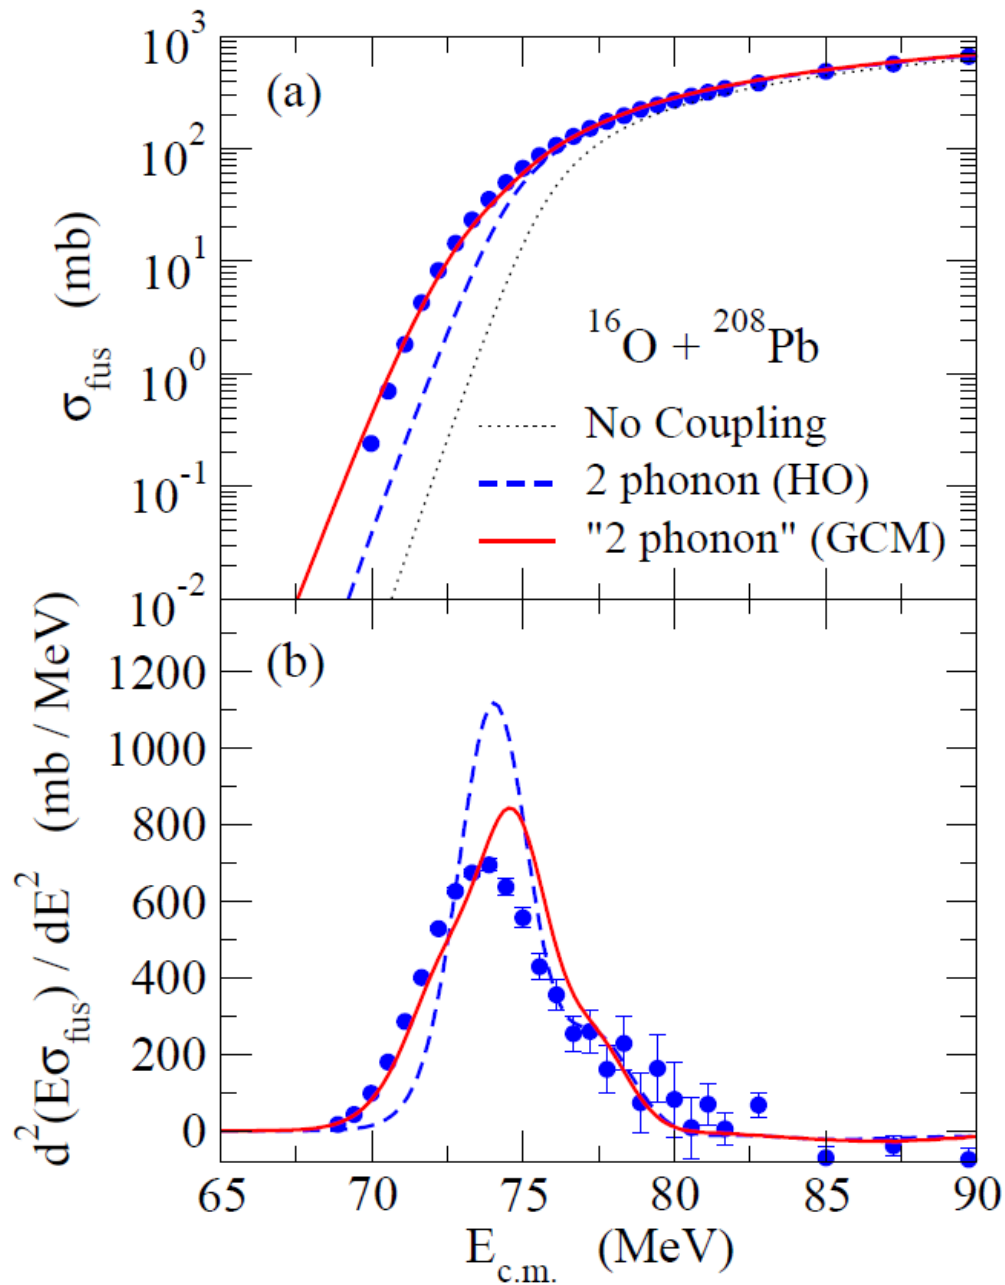 10^3
(a)
10^2
10^1
10^0
10^-1
10^-2
σ_fus (mb)
^16O + ^208Pb
No Coupling
2 phonon (HO)
"2 phonon" (GCM)
(b)
1200
1000
800
600
400
200
0
d^2(Eσ_fus) / dE^2 (mb / MeV)
65 70 75 80 85 90
E_c.m. (MeV)